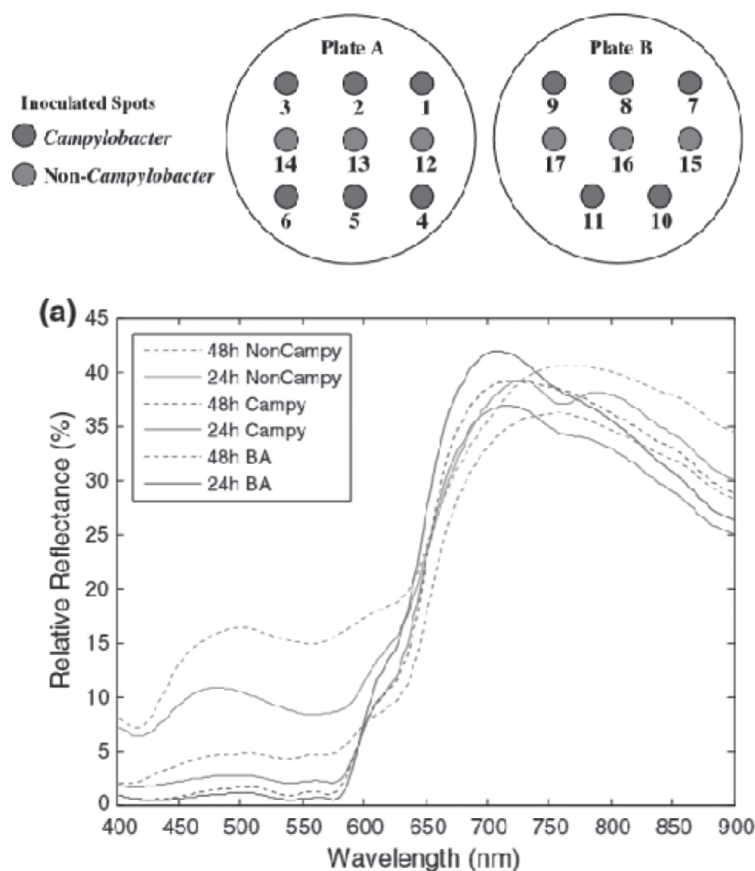 Plate A
Plate B
Inoculated Spots
Campylobacter
Non-Campylobacter
3 2 1
9 8 7
14 13 12
17 16 15
6 5 4
11 10
(a)
45
40
35
30
25
20
15
10
5
0
Relative Reflectance (%)
48h NonCampy
24h NonCampy
48h Campy
24h Campy
48h BA
24h BA
400 450 500 550 600 650 700 750 800 850 900
Wavelength (nm)